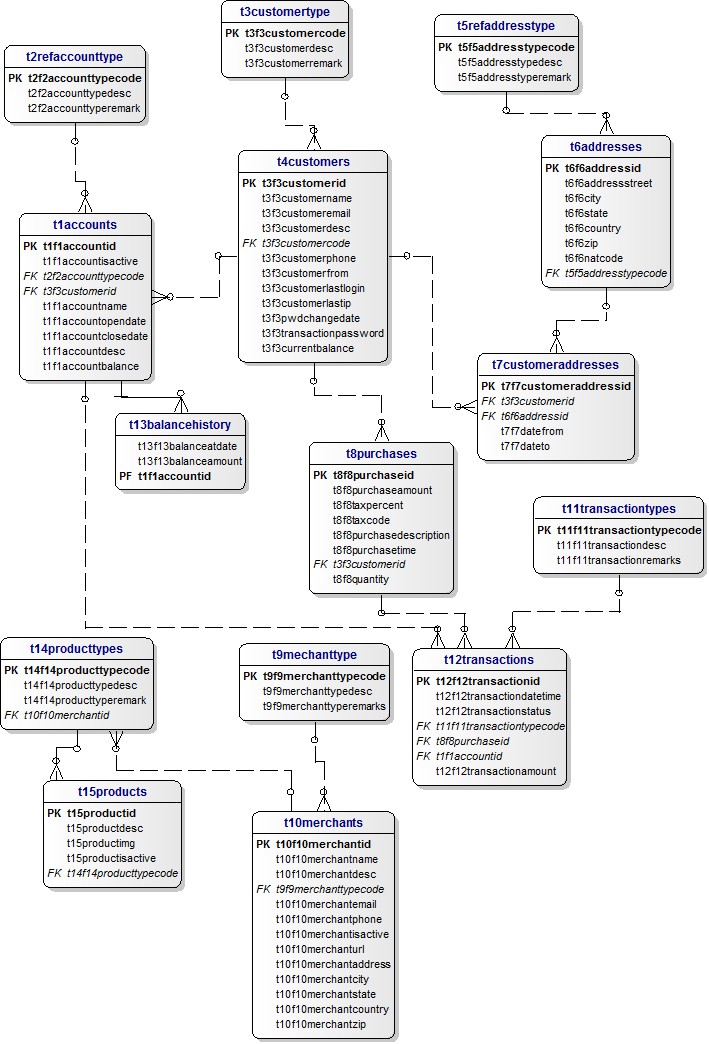 t3customertype
PK t3f3customercode
t3f3customerdesc
t3f3customerremark
t5refaddresstype
PK t5f5addresstypecode
t5f5addresstypedesc
t5f5addresstyperemark
t2refaccounttype
PK t2f2accounttypecode
t2f2accounttypedesc
t2f2accounttyperemark
t4customers
PK t3f3customerid
t3f3customername
t3f3customeremail
t3f3customerdesc
FK t3f3customercode
t3f3customerphone
t3f3customerfrom
t3f3customerlastlogin
t3f3customerlastip
t3f3pwdchangedate
t3f3transactionpassword
t3f3currentbalance
t6addresses
PK t6f6addressid
t6f6addressstreet
t6f6city
t6f6state
t6f6country
t6f6zip
t6f6natcode
FK t5f5addresstypecode
t1accounts
PK t1f1accountid
t1f1accountisactive
FK t2f2accounttypecode
FK t3f3customerid
t1f1accountname
t1f1accountopendate
t1f1accountclosedate
t1f1accountdesc
t1f1accountbalance
t7customeraddresses
PK t7f7customeraddressid
FK t3f3customerid
FK t6f6addressid
t7f7datefrom
t7f7dateto
t13balancehistory
t13f13balanceatdate
t13f13balanceamount
PF t1f1accountid
t8purchases
PK t8f8purchaseid
t8f8purchaseamount
t8f8taxpercent
t8f8taxcode
t8f8purchasedescription
t8f8purchasetime
FK t3f3customerid
t8f8quantity
t11transactiontypes
PK t11f11transactiontypecode
t11f11transactiondesc
t11f11transactionremarks
t14producttypes
PK t14f14producttypecode
t14f14producttypedesc
t14f14producttyperemark
FK t10f10merchantid
t9mechanttype
PK t9f9merchanttypecode
t9f9merchanttypedesc
t9f9merchanttyperemarks
t12transactions
PK t12f12transactionid
t12f12transactiondatetime
t12f12transactionstatus
FK t11f11transactiontypecode
FK t8f8purchaseid
FK t1f1accountid
t12f12transactionamount
t15products
PK t15productid
t15productdesc
t15productimg
t15productisactive
FK t14f14producttypecode
t10merchants
PK t10f10merchantid
t10f10merchantname
t10f10merchantdesc
FK t9f9merchanttypecode
t10f10merchantemail
t10f10merchantphone
t10f10merchantisactive
t10f10merchanturl
t10f10merchantaddress
t10f10merchantcity
t10f10merchantstate
t10f10merchantcountry
t10f10merchantzip